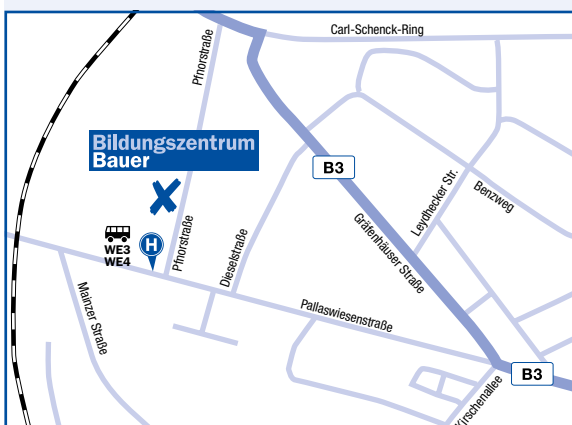 Carl-Schenck-Ring
Pfnorstraße
Bildungszentrum
Bauer
B3
Leydhecker Str.
Benzweg
WE3
WE4
H
Pfnorstraße
Dieselstraße
Gräfenhäuser Straße
Mainzer Straße
Pallaswiesenstraße
B3
Kirschenallee